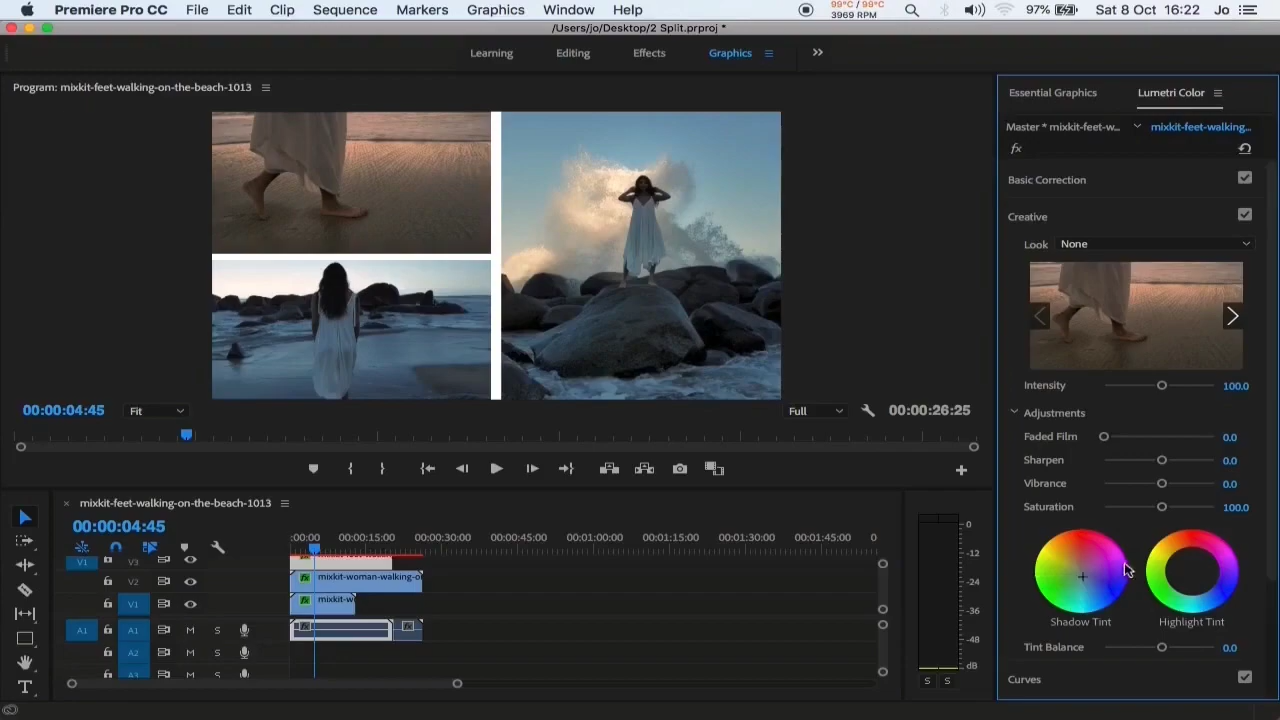 Premiere Pro CC File Edit Clip Sequence Markers Graphics Window Help 99°C / 99°C 3969 RPM 97% Sat 8 Oct 16:22 Jo
/Users/jo/Desktop/2 Split.prproj *
Learning Editing Effects Graphics
Program: mixkit-feet-walking-on-the-beach-1013
Essential Graphics Lumetri Color
Master * mixkit-feet-w... mixkit-feet-walking...
fx
Basic Correction
Creative
Look None
Intensity 100.0
Adjustments
Faded Film 0.0
Sharpen 0.0
Vibrance 0.0
Saturation 100.0
Shadow Tint Highlight Tint
Tint Balance 0.0
Curves
00:00:04:45 Fit Full 00:00:26:25
mixkit-feet-walking-on-the-beach-1013
00:00:04:45
:00:00 00:00:15:00 00:00:30:00 00:00:45:00 00:01:00:00 00:01:15:00 00:01:30:00 00:01:45:00 0
V1 V3
V2 fx mixkit-woman-walking-o
V1 fx mixkit-w
A1 A1 M S fx fx
A2 M S
A3 M S
0
-12
-24
-36
-48
dB
S S